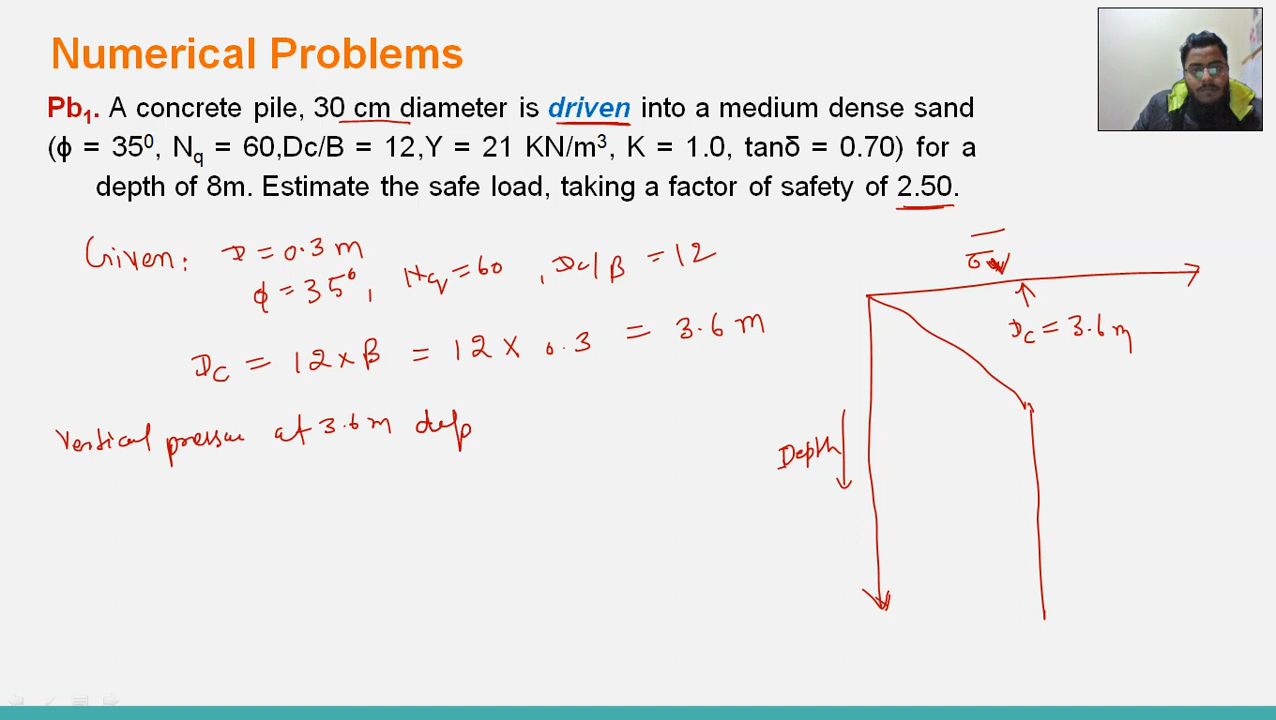 Numerical Problems
Pb1. A concrete pile, 30 cm diameter is driven into a medium dense sand
(ϕ = 35⁰, Nq = 60,Dc/B = 12,Y = 21 KN/m³, K = 1.0, tanδ = 0.70) for a
depth of 8m. Estimate the safe load, taking a factor of safety of 2.50.
Given: D = 0.3 m
ϕ = 35⁰, Nq = 60, Dc/B = 12
Dc = 12 x B = 12 x 0.3 = 3.6 m
Vertical pressure at 3.6 m dep
σv
Dc = 3.6 m
Depth